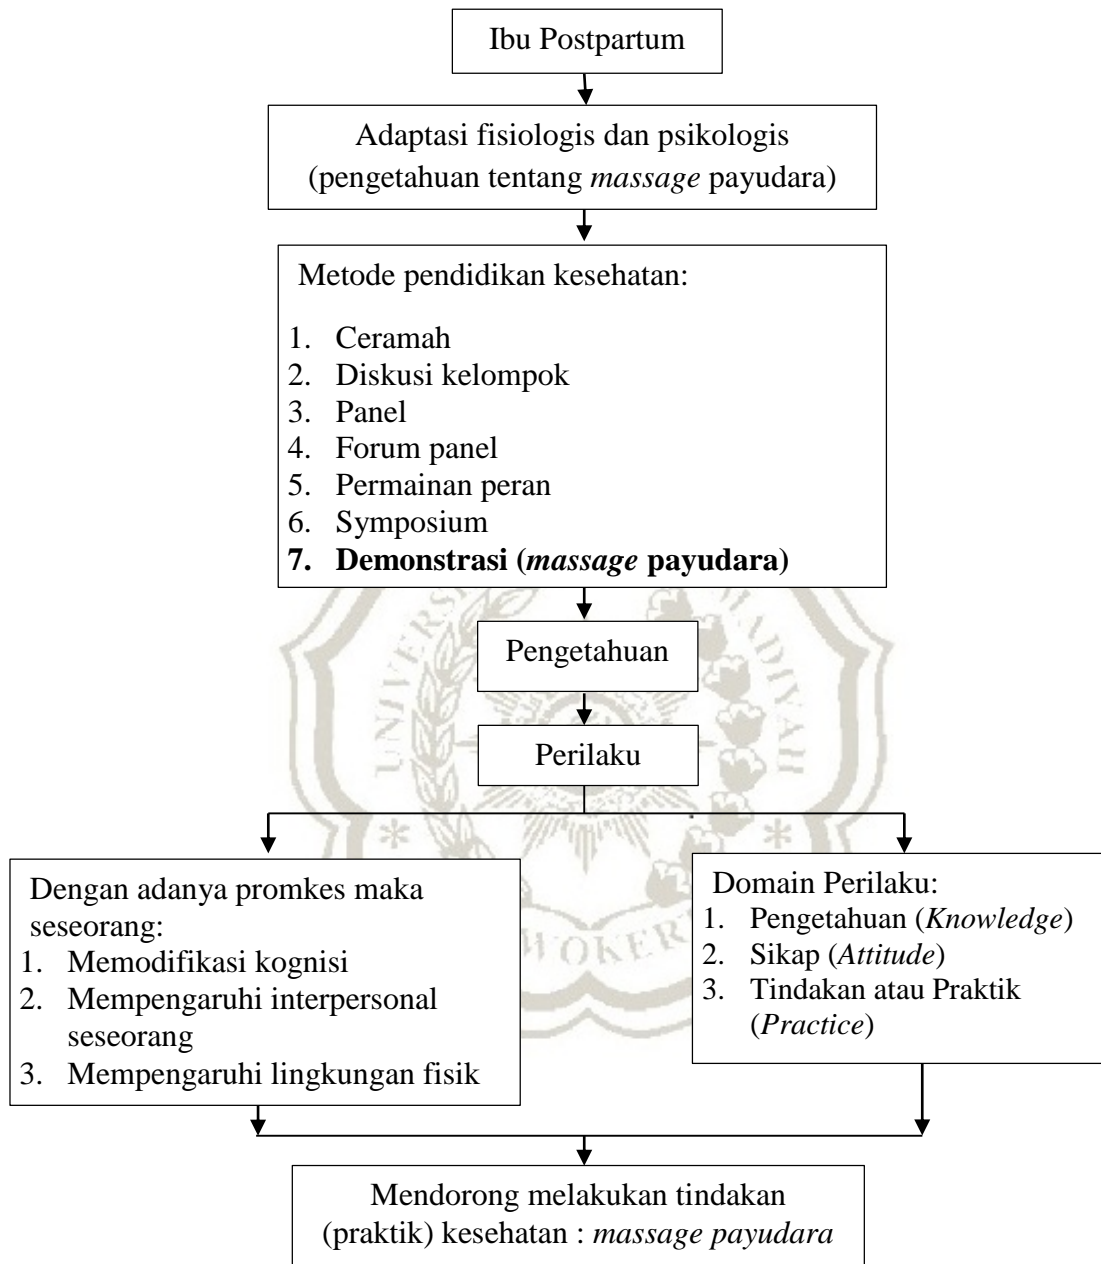 Ibu Postpartum
Adaptasi fisiologis dan psikologis
(pengetahuan tentang massage payudara)
Metode pendidikan kesehatan:
1. Ceramah
2. Diskusi kelompok
3. Panel
4. Forum panel
5. Permainan peran
6. Symposium
7. Demonstrasi (massage payudara)
Pengetahuan
Perilaku
Dengan adanya promkes maka
seseorang:
1. Memodifikasi kognisi
2. Mempengaruhi interpersonal
seseorang
3. Mempengaruhi lingkungan fisik
Domain Perilaku:
1. Pengetahuan (Knowledge)
2. Sikap (Attitude)
3. Tindakan atau Praktik
(Practice)
Mendorong melakukan tindakan
(praktik) kesehatan : massage payudara